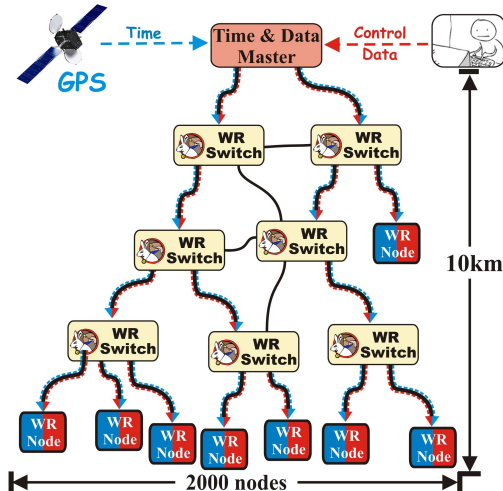 Time
GPS
Time & Data
Master
Control
Data
WR
Switch
WR
Switch
WR
Switch
WR
Switch
WR
Node
10km
WR
Switch
WR
Switch
WR
Switch
WR
Node
WR
Node
WR
Node
WR
Node
WR
Node
WR
Node
WR
Node
2000 nodes